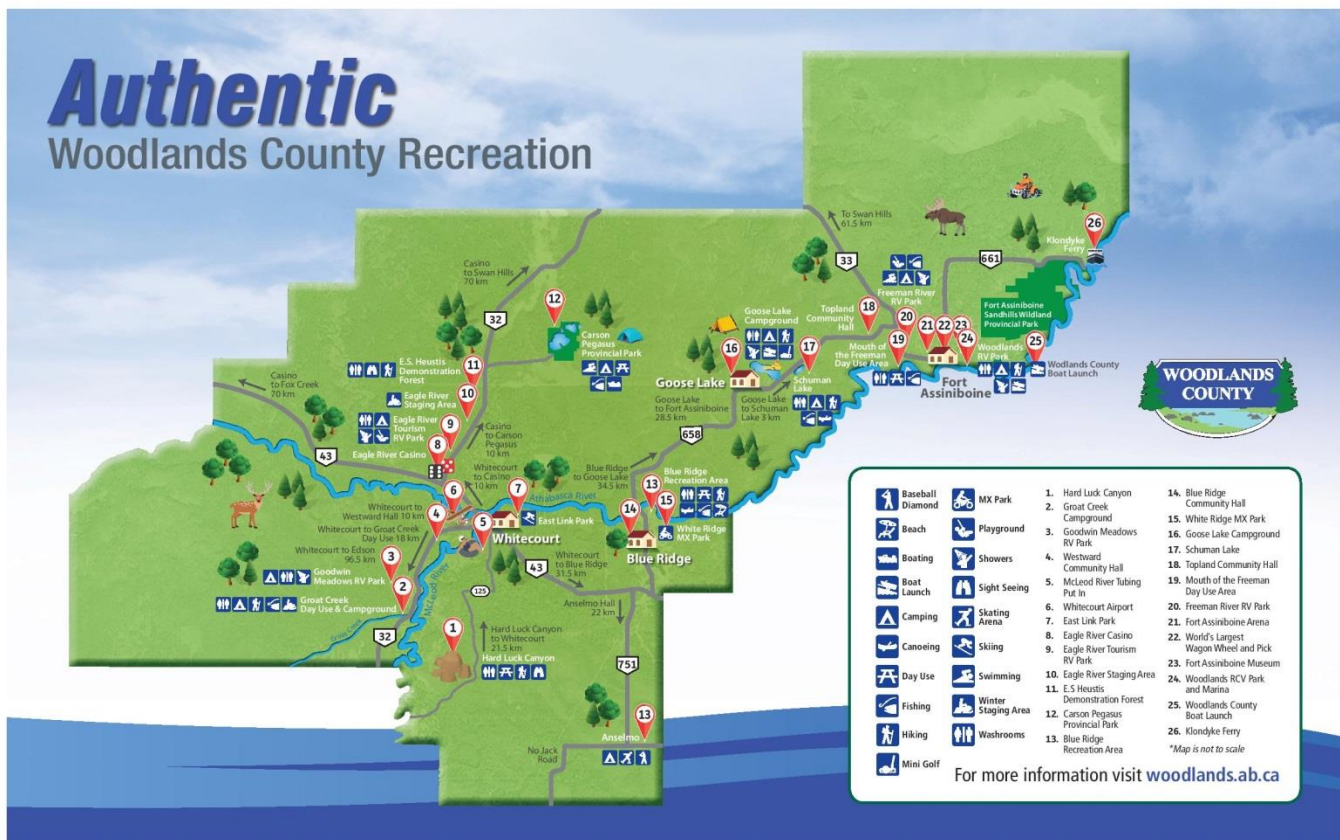 Authentic
Woodlands County Recreation
To Swan Hills
61.5 km
33
661
26
Klondyke
Ferry
Casino
to Swan Hills
70 km
32
12
Carson
Pegasus
Provincial Park
Freeman River
RV Park
18
Topland
Community
Hall
20
21
22
23
24
Fort Assiniboine
Sandhills Wildland
Provincial Park
Goose Lake
Campground
16
17
19
Mouth of
the Freeman
Day Use Area
Woodlands
RV Park
25
Wodlands County
Boat Launch
Fort
Assiniboine
Goose Lake
Schuman
Lake
Goose Lake
to Fort Assiniboine
28.5 km
Goose Lake
to Schuman
Lake 3 km
658
Casino
to Fox Creek
70 km
E.S. Heustis
Demonstration
Forest
11
Eagle River
Staging Area
10
Eagle River
Tourism
RV Park
9
Eagle River Casino
8
Casino
to Carson
Pegasus
10 km
43
Whitecourt
to Casino
10 km
Blue Ridge
to Goose Lake
34.5 km
Blue Ridge
Recreation Area
13
15
14
White Ridge
MX Park
Blue Ridge
Athabasca River
6
7
East Link Park
Whitecourt to
Westward Hall 10 km
4
5
Whitecourt
Whitecourt to Groat Creek
Day Use 18 km
Whitecourt to Edson
96.5 km
3
Goodwin
Meadows RV Park
2
Groat Creek
Day Use & Campground
McLeod River
Groat Creek
32
125
43
Whitecourt
to Blue Ridge
31.5 km
Anselmo Hall
22 km
1
Hard Luck Canyon
to Whitecourt
21.5 km
Hard Luck Canyon
751
13
Anselmo
No Jack
Road
WOODLANDS
COUNTY
Baseball
Diamond
Beach
Boating
Boat
Launch
Camping
Canoeing
Day Use
Fishing
Hiking
Mini Golf
MX Park
Playground
Showers
Sight Seeing
Skating
Arena
Skiing
Swimming
Winter
Staging Area
Washrooms
1. Hard Luck Canyon
2. Groat Creek
Campground
3. Goodwin Meadows
RV Park
4. Westward
Community Hall
5. McLeod River Tubing
Put In
6. Whitecourt Airport
7. East Link Park
8. Eagle River Casino
9. Eagle River Tourism
RV Park
10. Eagle River Staging Area
11. E.S Heustis
Demonstration Forest
12. Carson Pegasus
Provincial Park
13. Blue Ridge
Recreation Area
14. Blue Ridge
Community Hall
15. White Ridge MX Park
16. Goose Lake Campground
17. Schuman Lake
18. Topland Community Hall
19. Mouth of the Freeman
Day Use Area
20. Freeman River RV Park
21. Fort Assiniboine Arena
22. World's Largest
Wagon Wheel and Pick
23. Fort Assiniboine Museum
24. Woodlands RCV Park
and Marina
25. Woodlands County
Boat Launch
26. Klondyke Ferry
*Map is not to scale
For more information visit woodlands.ab.ca